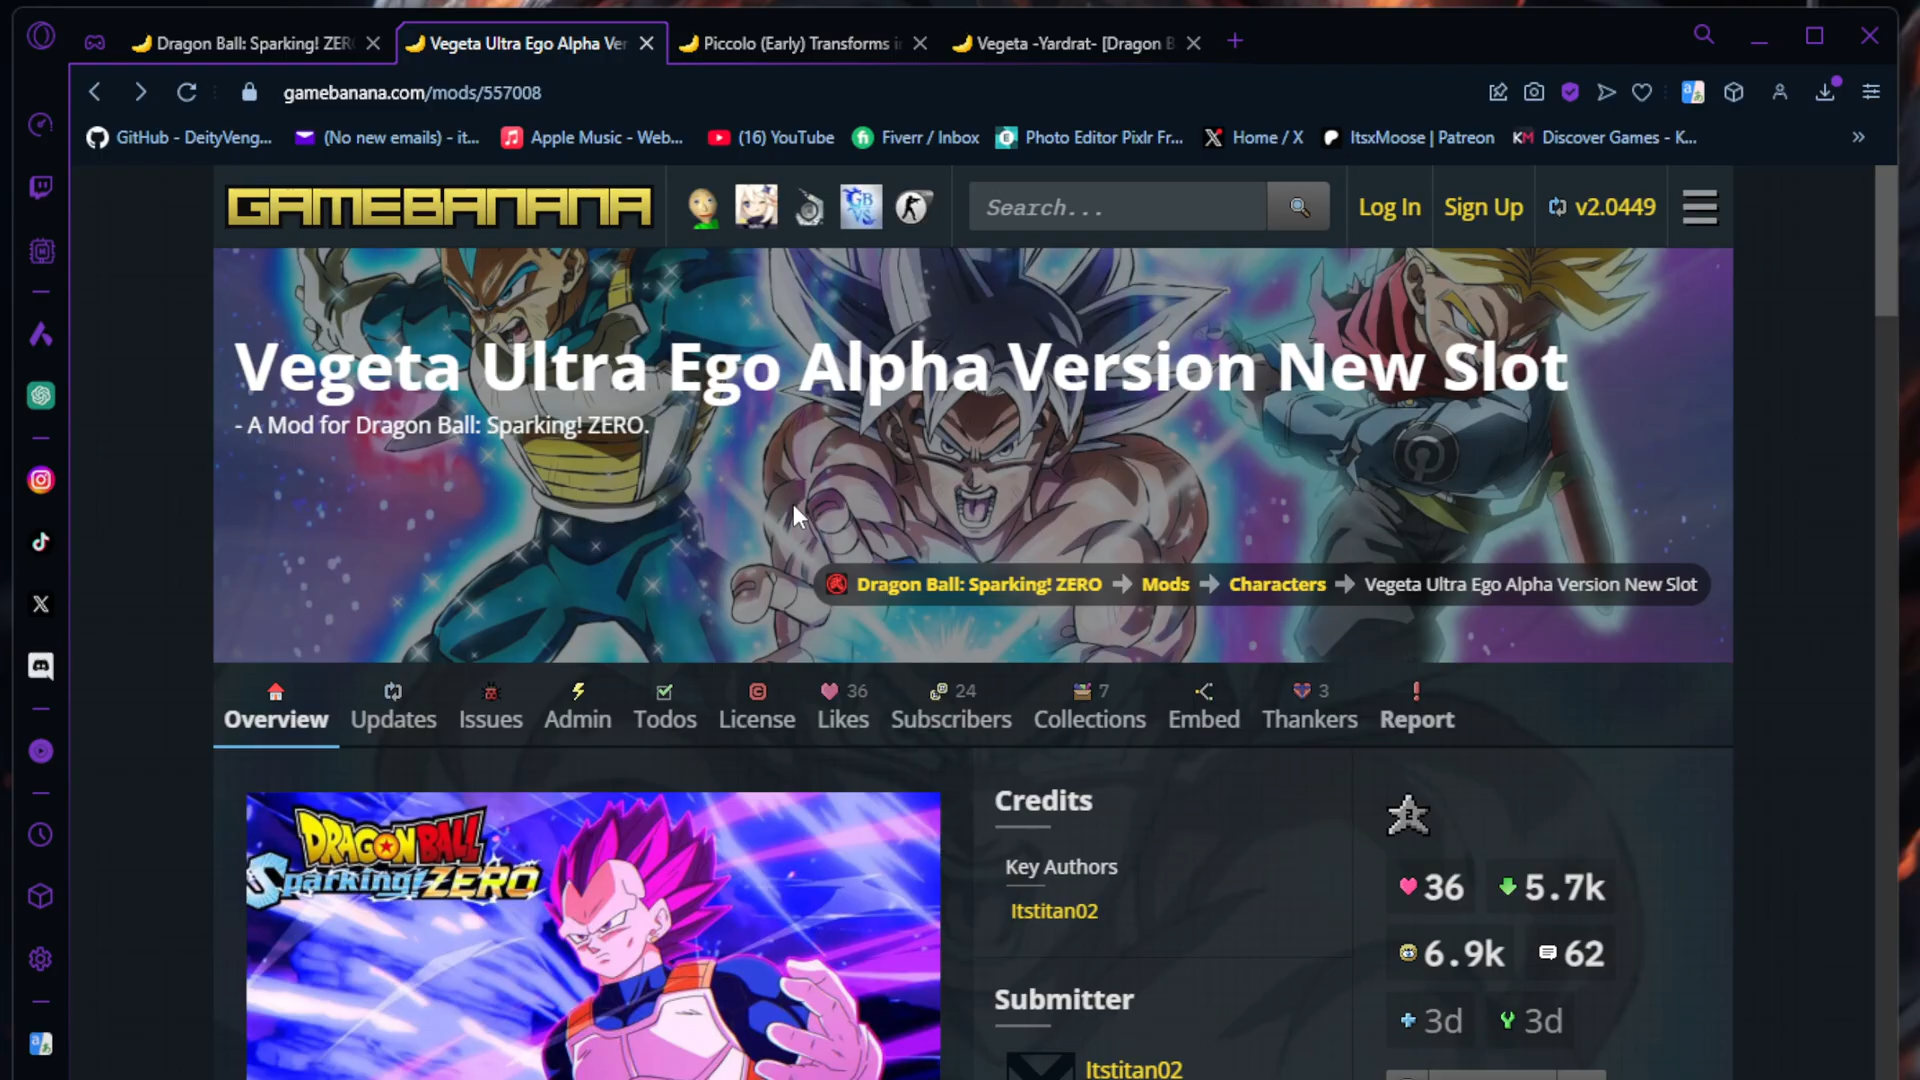 Dragon Ball: Sparking! ZER
Vegeta Ultra Ego Alpha Ver
Piccolo (Early) Transforms i
Vegeta -Yardrat- [Dragon B
gamebanana.com/mods/557008
GitHub - DeityVeng...
(No new emails) - it...
Apple Music - Web...
(16) YouTube
Fiverr / Inbox
Photo Editor Pixlr Fr...
Home / X
ItsxMoose | Patreon
KM Discover Games - K...
GAMEBANANA
GB VS
Search...
Log In
Sign Up
v2.0449
Vegeta Ultra Ego Alpha Version New Slot
- A Mod for Dragon Ball: Sparking! ZERO.
Dragon Ball: Sparking! ZERO
Mods
Characters
Vegeta Ultra Ego Alpha Version New Slot
36
24
7
3
Overview
Updates
Issues
Admin
Todos
License
Likes
Subscribers
Collections
Embed
Thankers
Report
DRAGON BALL
Sparking! ZERO
Credits
Key Authors
Itstitan02
Submitter
Itstitan02
2
36
5.7k
6.9k
62
3d
3d